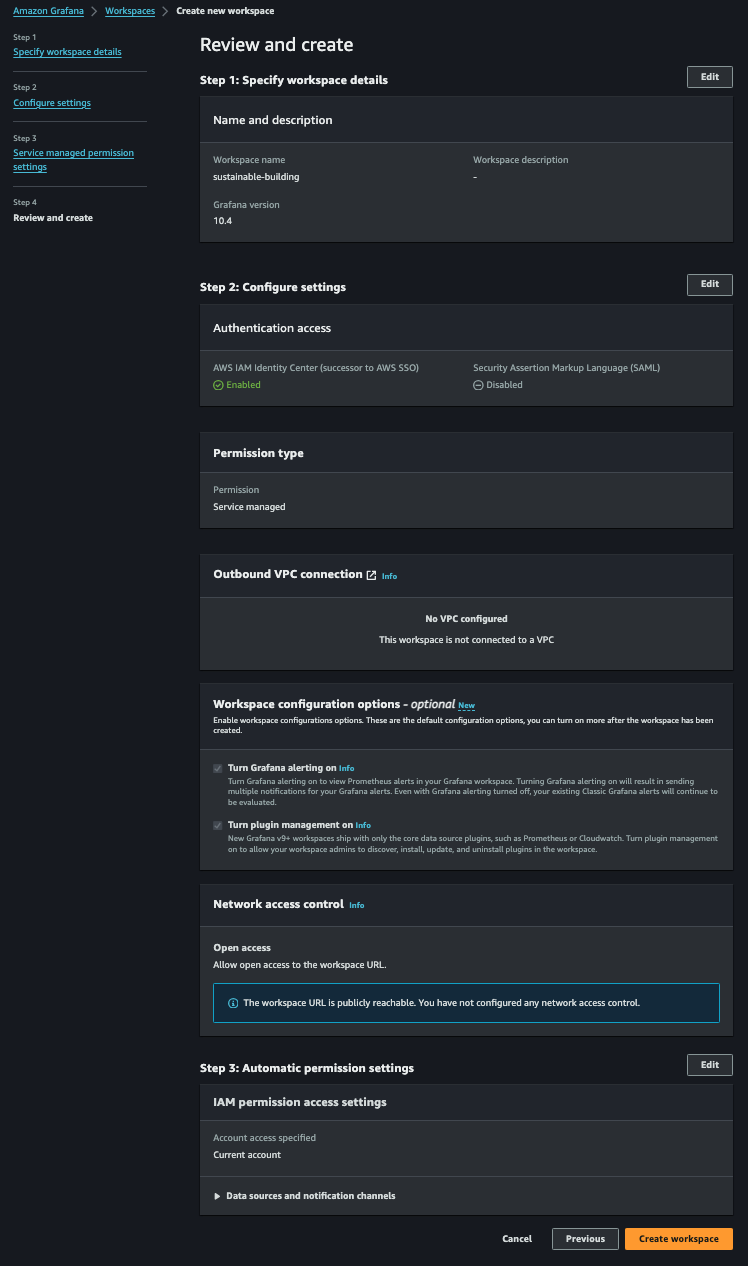 Amazon Grafana > Workspaces > Create new workspace
Step 1
Specify workspace details
Step 2
Configure settings
Step 3
Service managed permission
settings
Step 4
Review and create
Review and create
Step 1: Specify workspace details
Edit
Name and description
Workspace name
sustainable-building
Workspace description
-
Grafana version
10.4
Step 2: Configure settings
Edit
Authentication access
AWS IAM Identity Center (successor to AWS SSO)
Enabled
Security Assertion Markup Language (SAML)
Disabled
Permission type
Permission
Service managed
Outbound VPC connection Info
No VPC configured
This workspace is not connected to a VPC
Workspace configuration options - optional New
Enable workspace configurations options. These are the default configuration options, you can turn on more after the workspace has been
created.
Turn Grafana alerting on Info
Turn Grafana alerting on to view Prometheus alerts in your Grafana workspace. Turning Grafana alerting on will result in sending
multiple notifications for your Grafana alerts. Even with Grafana alerting turned off, your existing Classic Grafana alerts will continue to
be evaluated.
Turn plugin management on Info
New Grafana v9+ workspaces ship with only the core data source plugins, such as Prometheus or Cloudwatch. Turn plugin management
on to allow your workspace admins to discover, install, update, and uninstall plugins in the workspace.
Network access control Info
Open access
Allow open access to the workspace URL.
The workspace URL is publicly reachable. You have not configured any network access control.
Step 3: Automatic permission settings
Edit
IAM permission access settings
Account access specified
Current account
Data sources and notification channels
Cancel
Previous
Create workspace